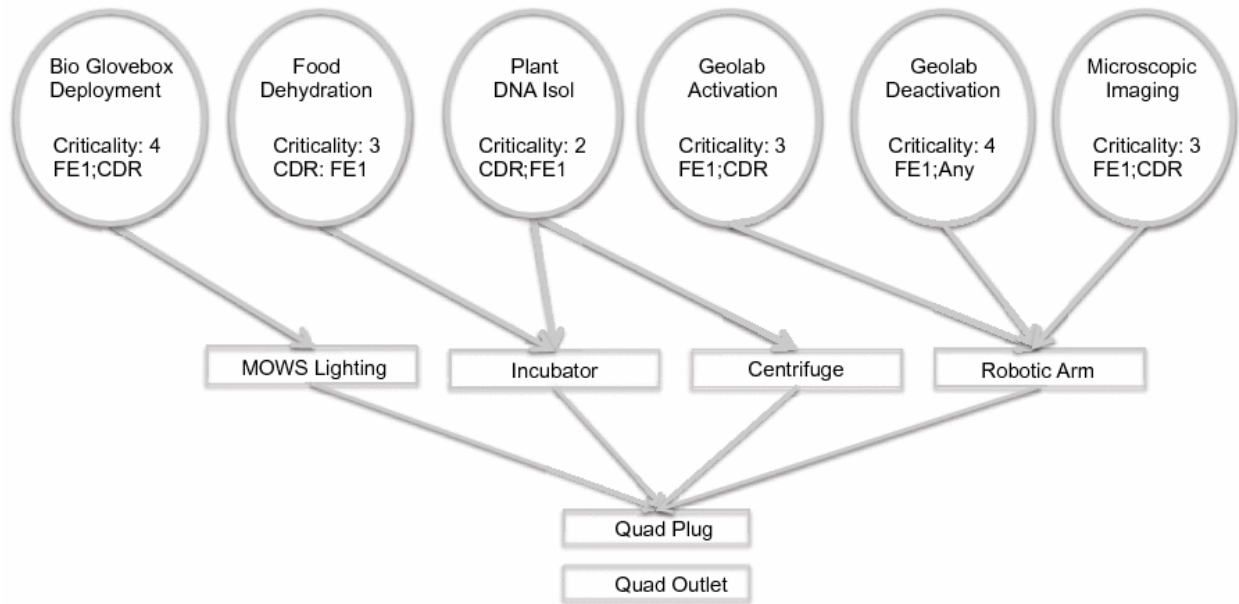 Bio Glovebox
Deployment
Criticality: 4
FE1;CDR
Food
Dehydration
Criticality: 3
CDR: FE1
Plant
DNA Isol
Criticality: 2
CDR;FE1
Geolab
Activation
Criticality: 3
FE1;CDR
Geolab
Deactivation
Criticality: 4
FE1;Any
Microscopic
Imaging
Criticality: 3
FE1;CDR
MOWS Lighting
Incubator
Centrifuge
Robotic Arm
Quad Plug
Quad Outlet